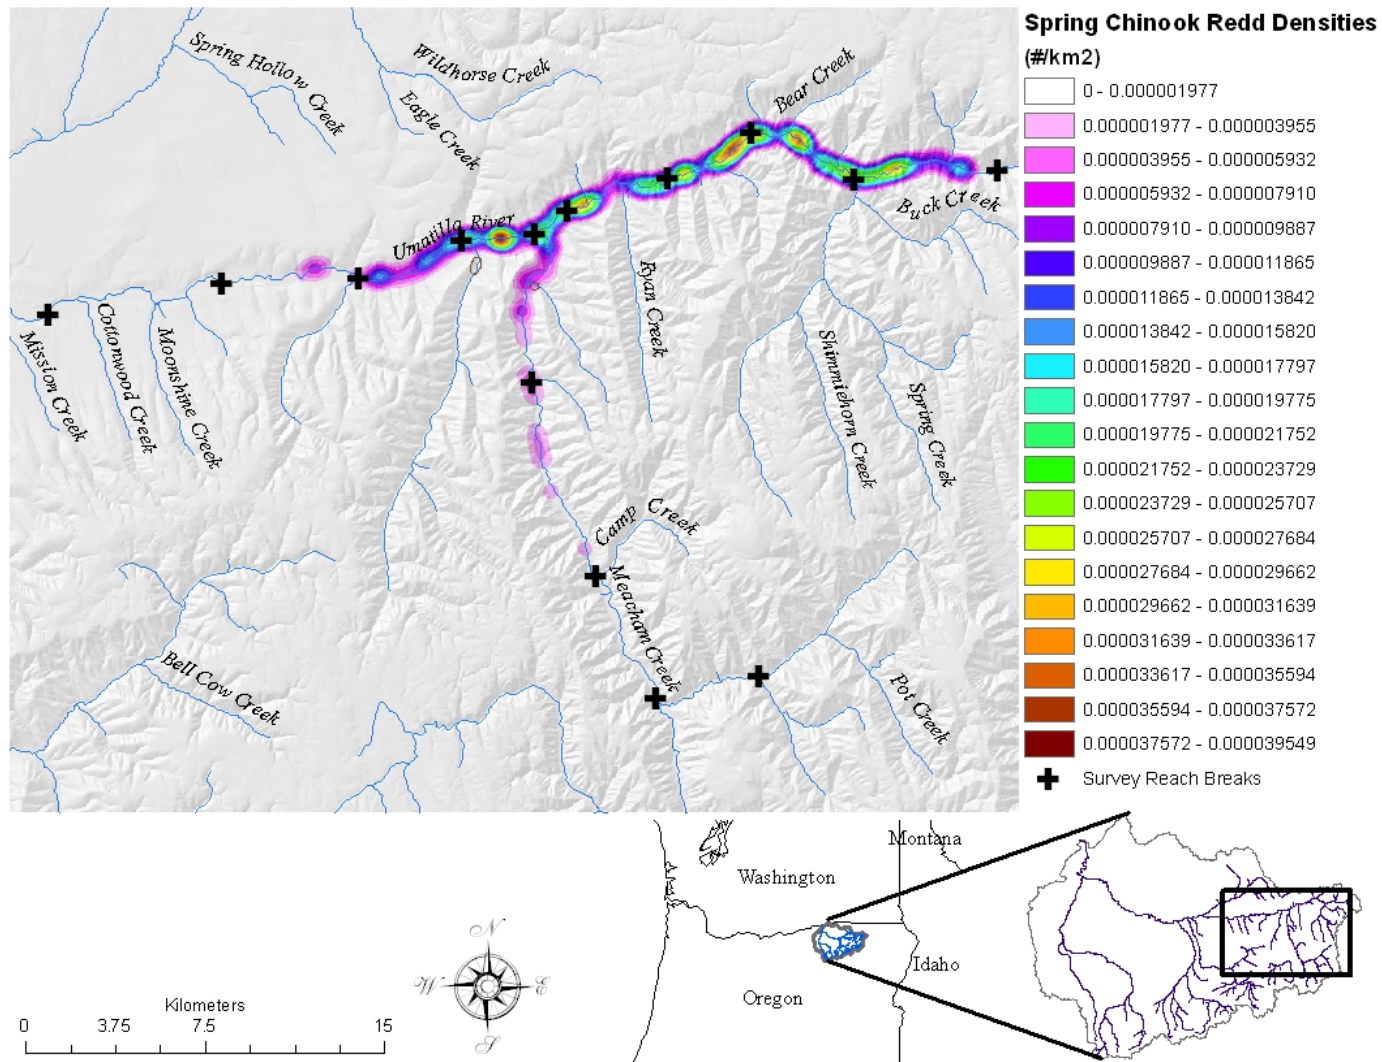 Spring Chinook Redd Densities
(#/km2)
0 - 0.000001977
0.000001977 - 0.000003955
0.000003955 - 0.000005932
0.000005932 - 0.000007910
0.000007910 - 0.000009887
0.000009887 - 0.000011865
0.000011865 - 0.000013842
0.000013842 - 0.000015820
0.000015820 - 0.000017797
0.000017797 - 0.000019775
0.000019775 - 0.000021752
0.000021752 - 0.000023729
0.000023729 - 0.000025707
0.000025707 - 0.000027684
0.000027684 - 0.000029662
0.000029662 - 0.000031639
0.000031639 - 0.000033617
0.000033617 - 0.000035594
0.000035594 - 0.000037572
0.000037572 - 0.000039549
Survey Reach Breaks
Spring Hollow Creek
Wildhorse Creek
Eagle Creek
Bear Creek
Buck Creek
Umatilla River
Ryan Creek
Mission Creek
Cottonwood Creek
Moonshine Creek
Shimmiehorn Creek
Spring Creek
Camp Creek
Meacham Creek
Bell Cow Creek
Pot Creek
Montana
Washington
Idaho
Oregon
N
W
E
S
Kilometers
0 3.75 7.5 15